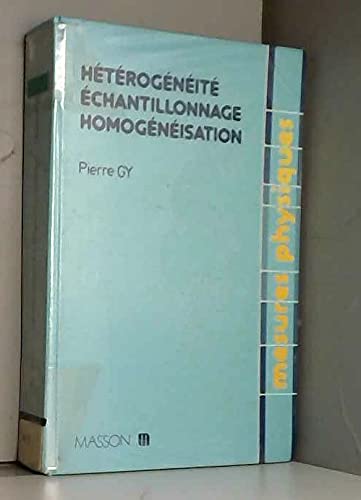 HÉTÉROGÉNÉITÉ
ÉCHANTILLONNAGE
HOMOGÉNÉISATION
Pierre GY
mesures physiques
MASSON m